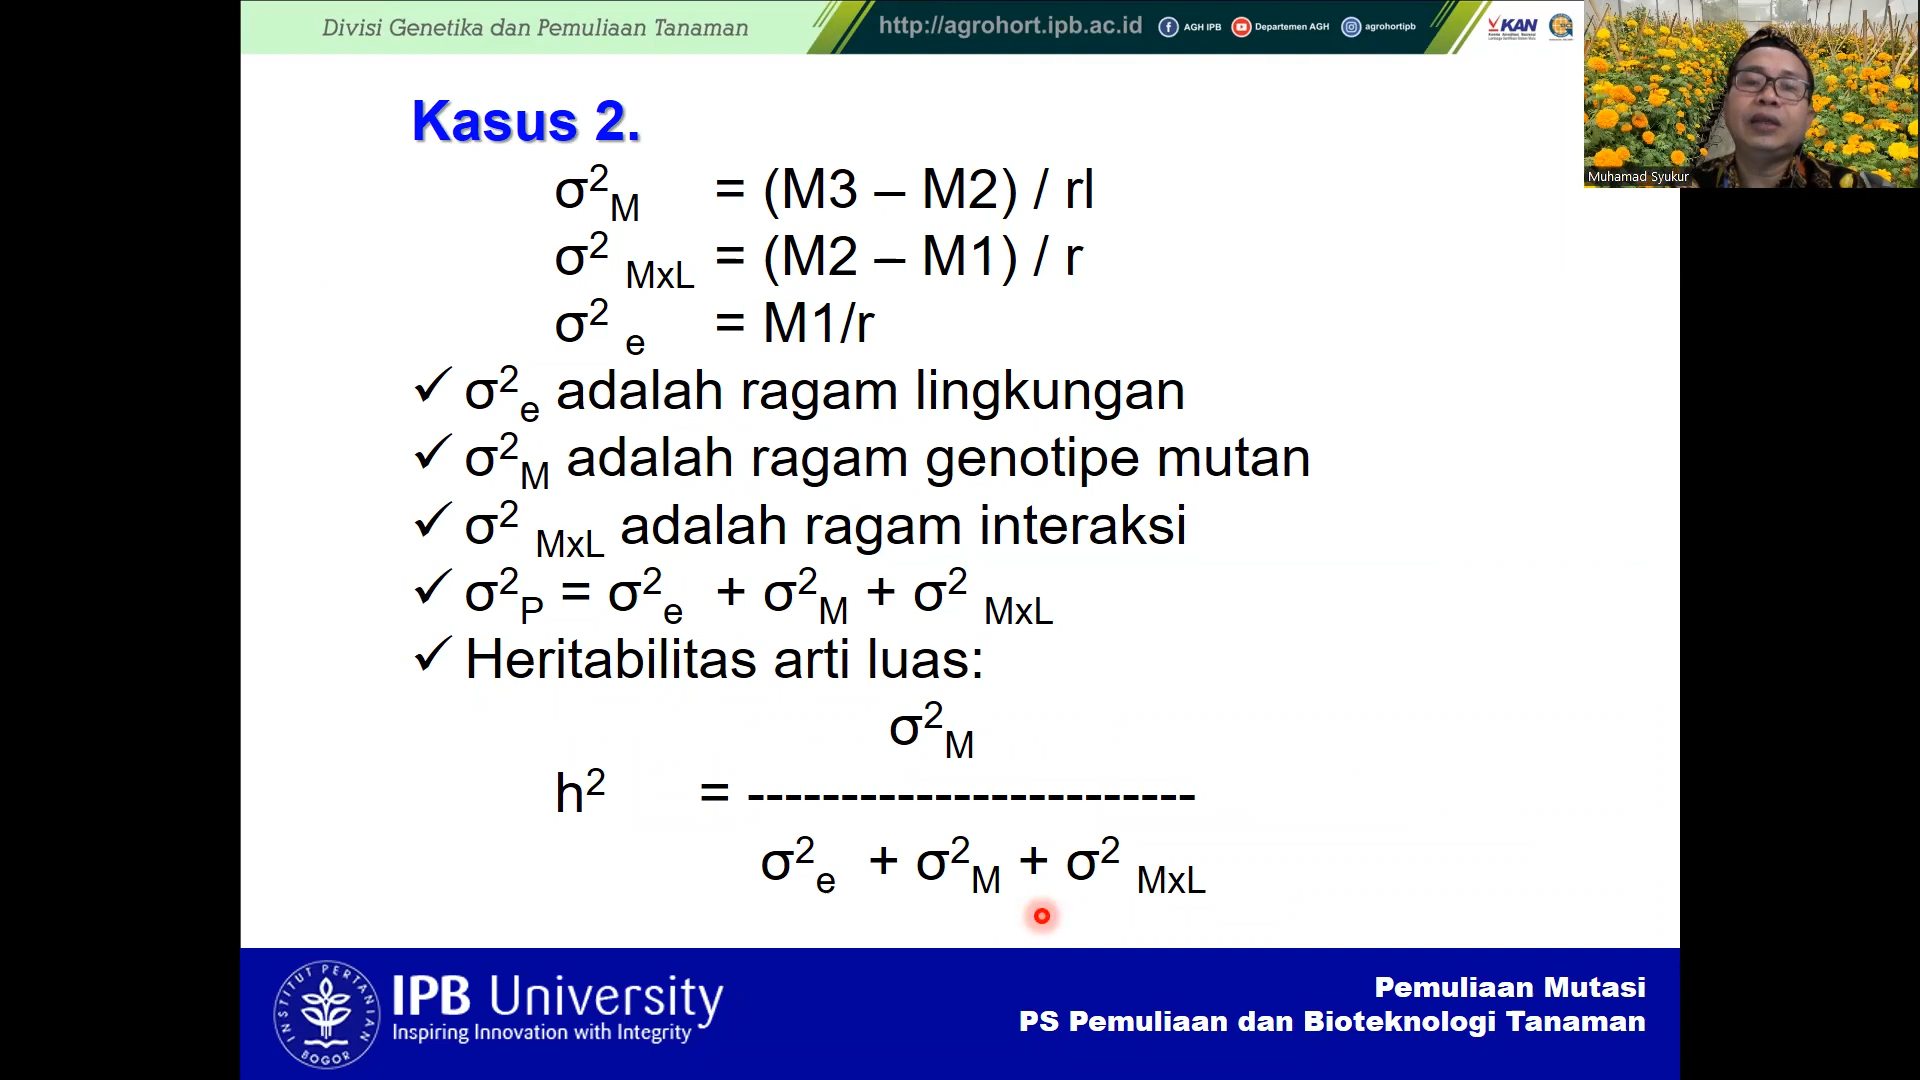 Divisi Genetika dan Pemuliaan Tanaman
http://agrohort.ipb.ac.id
AGH IPB
Departemen AGH
agrohortipb
KAN
Muhamad Syukur
Kasus 2.
σ²M = (M3 – M2) / rl
σ² MxL = (M2 – M1) / r
σ² e = M1/r
✓ σ²e adalah ragam lingkungan
✓ σ²M adalah ragam genotipe mutan
✓ σ² MxL adalah ragam interaksi
✓ σ²P = σ²e + σ²M + σ² MxL
✓ Heritabilitas arti luas:
σ²M
h² = ------------------------
σ²e + σ²M + σ² MxL
INSTITUT PERTANIAN BOGOR
IPB University
Inspiring Innovation with Integrity
Pemuliaan Mutasi
PS Pemuliaan dan Bioteknologi Tanaman